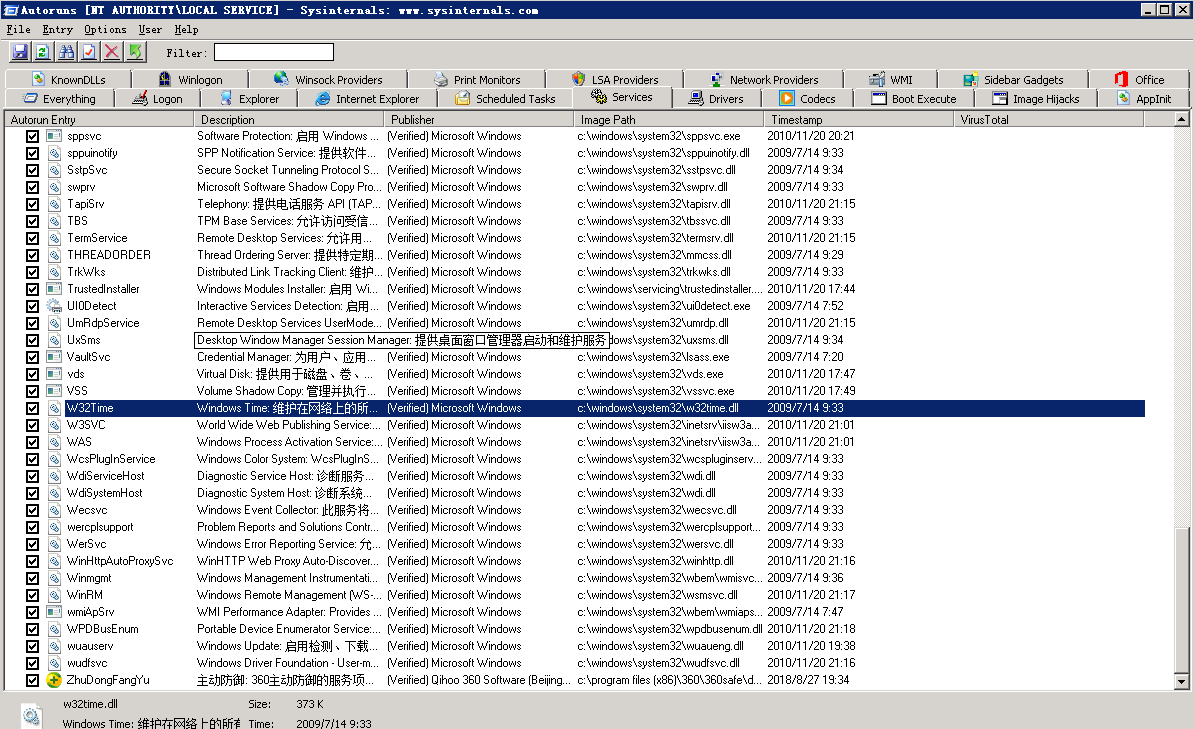 Autoruns [NT AUTHORITY\LOCAL SERVICE] - Sysinternals: www.sysinternals.com
File Entry Options User Help
Filter:
KnownDLLs Winlogon Winsock Providers Print Monitors LSA Providers Network Providers WMI Sidebar Gadgets Office
Everything Logon Explorer Internet Explorer Scheduled Tasks Services Drivers Codecs Boot Execute Image Hijacks AppInit
Autorun Entry Description Publisher Image Path Timestamp VirusTotal
sppsvc Software Protection: 启用 Windows ... (Verified) Microsoft Windows c:\windows\system32\sppsvc.exe 2010/11/20 20:21
sppuinotify SPP Notification Service: 提供软件... (Verified) Microsoft Windows c:\windows\system32\sppuinotify.dll 2009/7/14 9:33
SstpSvc Secure Socket Tunneling Protocol S... (Verified) Microsoft Windows c:\windows\system32\sstpsvc.dll 2009/7/14 9:34
swprv Microsoft Software Shadow Copy Pro... (Verified) Microsoft Windows c:\windows\system32\swprv.dll 2009/7/14 9:33
TapiSrv Telephony: 提供电话服务 API (TAP... (Verified) Microsoft Windows c:\windows\system32\tapisrv.dll 2010/11/20 21:15
TBS TPM Base Services: 允许访问受信... (Verified) Microsoft Windows c:\windows\system32\tbssvc.dll 2009/7/14 9:33
TermService Remote Desktop Services: 允许用... (Verified) Microsoft Windows c:\windows\system32\termsrv.dll 2010/11/20 21:15
THREADORDER Thread Ordering Server: 提供特定期... (Verified) Microsoft Windows c:\windows\system32\mmcss.dll 2009/7/14 9:29
TrkWks Distributed Link Tracking Client: 维护... (Verified) Microsoft Windows c:\windows\system32\trkwks.dll 2009/7/14 9:33
TrustedInstaller Windows Modules Installer: 启用 Wi... (Verified) Microsoft Windows c:\windows\servicing\trustedinstaller.... 2010/11/20 17:44
UI0Detect Interactive Services Detection: 启用... (Verified) Microsoft Windows c:\windows\system32\ui0detect.exe 2009/7/14 7:52
UmRdpService Remote Desktop Services UserMode... (Verified) Microsoft Windows c:\windows\system32\umrdp.dll 2010/11/20 21:15
UxSms Desktop Window Manager Session Manager: 提供桌面窗口管理器启动和维护服务 dows\system32\uxsms.dll 2009/7/14 9:34
VaultSvc Credential Manager: 为用户、应用... (Verified) Microsoft Windows c:\windows\system32\lsass.exe 2009/7/14 7:20
vds Virtual Disk: 提供用于磁盘、卷、... (Verified) Microsoft Windows c:\windows\system32\vds.exe 2010/11/20 17:47
VSS Volume Shadow Copy: 管理并执行... (Verified) Microsoft Windows c:\windows\system32\vssvc.exe 2010/11/20 17:49
W32Time Windows Time: 维护在网络上的所... (Verified) Microsoft Windows c:\windows\system32\w32time.dll 2009/7/14 9:33
W3SVC World Wide Web Publishing Service:... (Verified) Microsoft Windows c:\windows\system32\inetsrv\iisw3a... 2010/11/20 21:01
WAS Windows Process Activation Service:... (Verified) Microsoft Windows c:\windows\system32\inetsrv\iisw3a... 2010/11/20 21:01
WcsPlugInService Windows Color System: WcsPlugInS... (Verified) Microsoft Windows c:\windows\system32\wcspluginserv... 2009/7/14 9:33
WdiServiceHost Diagnostic Service Host: 诊断服务... (Verified) Microsoft Windows c:\windows\system32\wdi.dll 2009/7/14 9:33
WdiSystemHost Diagnostic System Host: 诊断系统... (Verified) Microsoft Windows c:\windows\system32\wdi.dll 2009/7/14 9:33
Wecsvc Windows Event Collector: 此服务将... (Verified) Microsoft Windows c:\windows\system32\wecsvc.dll 2009/7/14 9:33
wercplsupport Problem Reports and Solutions Contr... (Verified) Microsoft Windows c:\windows\system32\wercplsupport... 2009/7/14 9:33
WerSvc Windows Error Reporting Service: 允... (Verified) Microsoft Windows c:\windows\system32\wersvc.dll 2009/7/14 9:33
WinHttpAutoProxySvc WinHTTP Web Proxy Auto-Discover... (Verified) Microsoft Windows c:\windows\system32\winhttp.dll 2010/11/20 21:16
Winmgmt Windows Management Instrumentati... (Verified) Microsoft Windows c:\windows\system32\wbem\wmisvc... 2009/7/14 9:36
WinRM Windows Remote Management (WS-... (Verified) Microsoft Windows c:\windows\system32\wsmsvc.dll 2010/11/20 21:17
wmiApSrv WMI Performance Adapter: Provides ... (Verified) Microsoft Windows c:\windows\system32\wbem\wmiaps... 2009/7/14 7:47
WPDBusEnum Portable Device Enumerator Service:... (Verified) Microsoft Windows c:\windows\system32\wpdbusenum.dll 2010/11/20 21:18
wuauserv Windows Update: 启用检测、下载... (Verified) Microsoft Windows c:\windows\system32\wuaueng.dll 2010/11/20 19:38
wudfsvc Windows Driver Foundation - User-m... (Verified) Microsoft Windows c:\windows\system32\wudfsvc.dll 2010/11/20 21:16
ZhuDongFangYu 主动防御: 360主动防御的服务项... (Verified) Qihoo 360 Software (Beijing... c:\program files (x86)\360\360safe\d... 2018/8/27 19:34
w32time.dll Size: 373 K
Windows Time: 维护在网络上的所有 Time: 2009/7/14 9:33